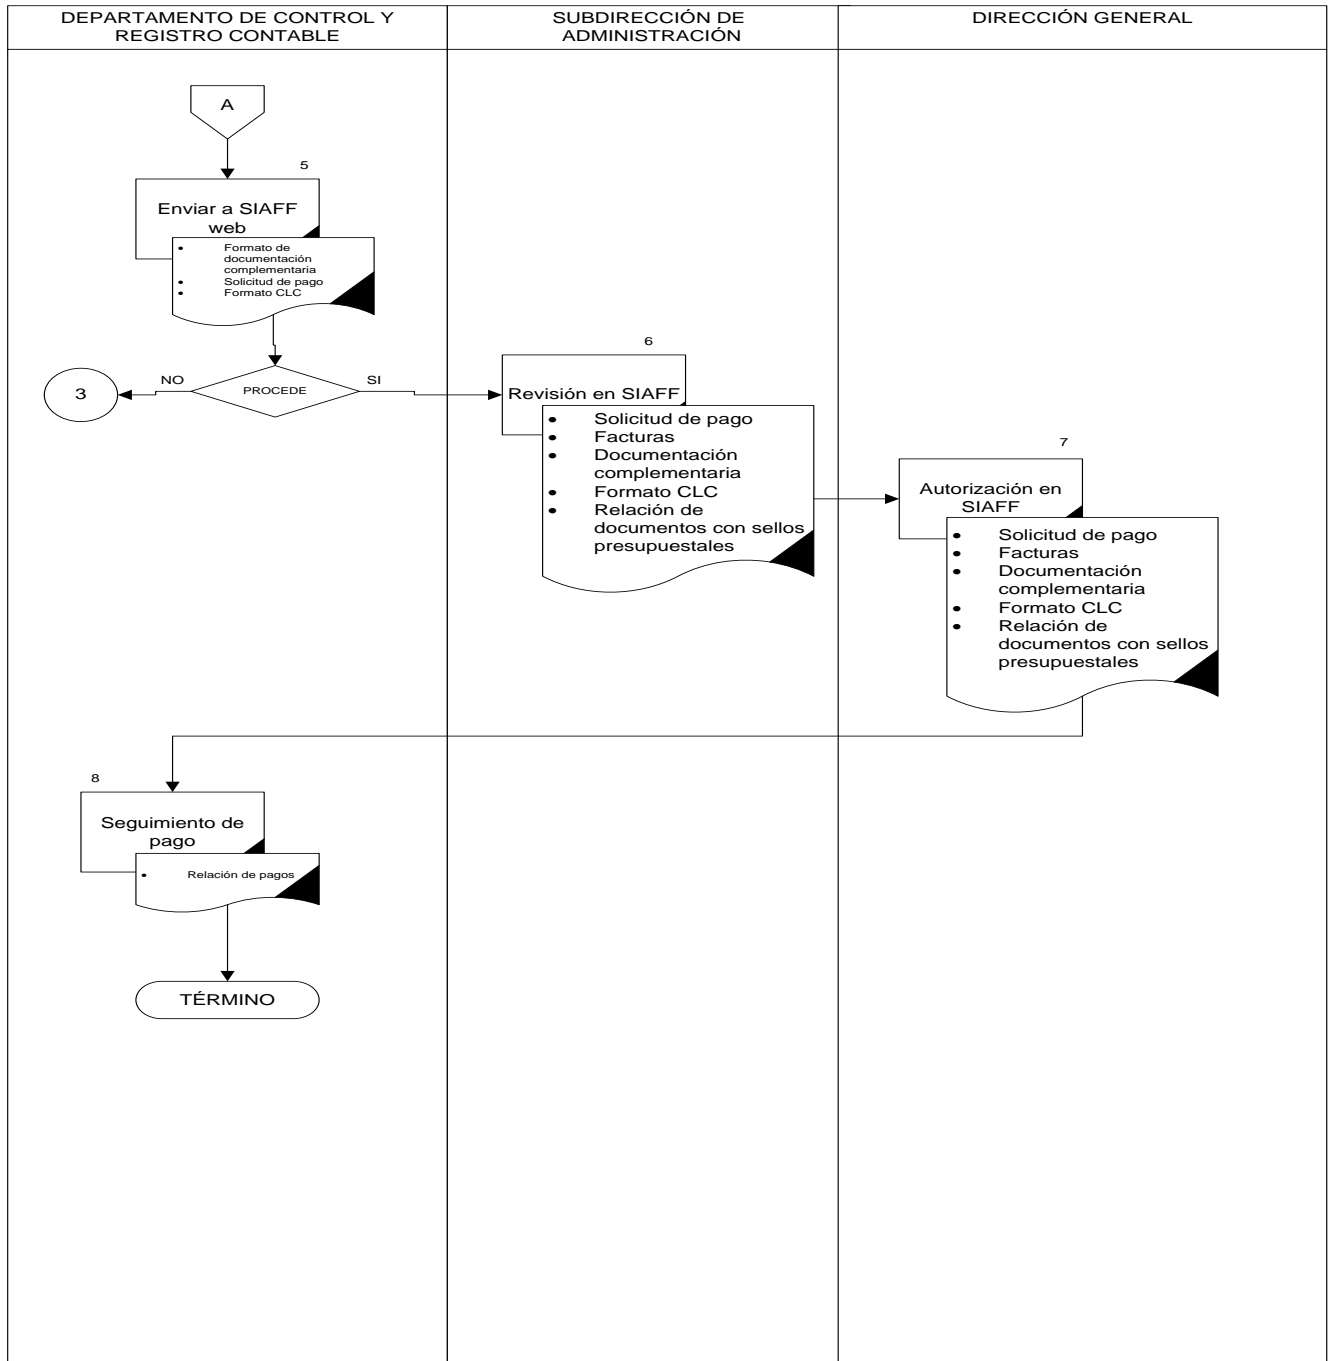 DEPARTAMENTO DE CONTROL Y
REGISTRO CONTABLE
SUBDIRECCIÓN DE
ADMINISTRACIÓN
DIRECCIÓN GENERAL
A
5
Enviar a SIAFF
web
• Formato de
documentación
complementaria
• Solicitud de pago
• Formato CLC
PROCEDE
NO
SI
3
6
Revisión en SIAFF
• Solicitud de pago
• Facturas
• Documentación
complementaria
• Formato CLC
• Relación de
documentos con sellos
presupuestales
7
Autorización en
SIAFF
• Solicitud de pago
• Facturas
• Documentación
complementaria
• Formato CLC
• Relación de
documentos con sellos
presupuestales
8
Seguimiento de
pago
• Relación de pagos
TÉRMINO